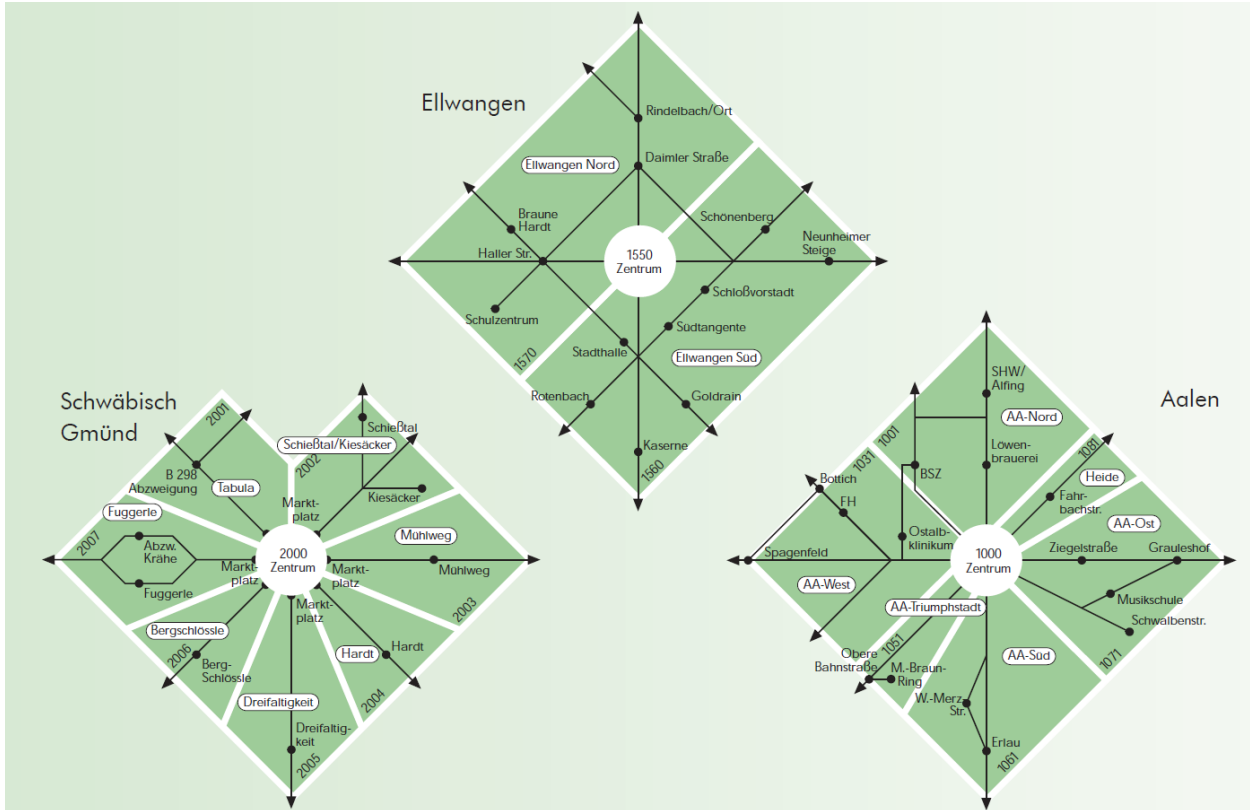 Ellwangen
Rindelbach/Ort
Ellwangen Nord
Daimler Straße
Braune
Hardt
Schönenberg
Haller Str.
1550
Zentrum
Neunheimer
Steige
Schloßvorstadt
Schulzentrum
Südtangente
Stadthalle
1570
Ellwangen Süd
Rotenbach
Goldrain
Kaserne
1560
Schwäbisch
Gmünd
2001
Schießtal
Schießtal/Kiesäcker
2002
B 298
Abzweigung
Tabula
Markt-
platz
Kiesäcker
Fuggerle
2007
Abzw.
Krähe
Fuggerle
Markt-
platz
2000
Zentrum
Markt-
platz
Markt-
platz
Mühlweg
Mühlweg
2003
Bergschlössle
2006
Berg-
Schlössle
Hardt
Hardt
2004
Dreifaltigkeit
Dreifaltig-
keit
2005
Aalen
SHW/
Alfing
AA-Nord
1001
1031
1081
Löwen-
brauerei
BSZ
Bottich
FH
Heide
Fahr-
bachstr.
AA-Ost
Ostalb-
klinikum
Spagenfeld
1000
Zentrum
Ziegelstraße
Grauleshof
AA-West
Musikschule
AA-Triumphstadt
Schwalbenstr.
1051
Obere
Bahnstraße
M.-Braun-
Ring
AA-Süd
1071
W.-Merz-
Str.
Erlau
1061